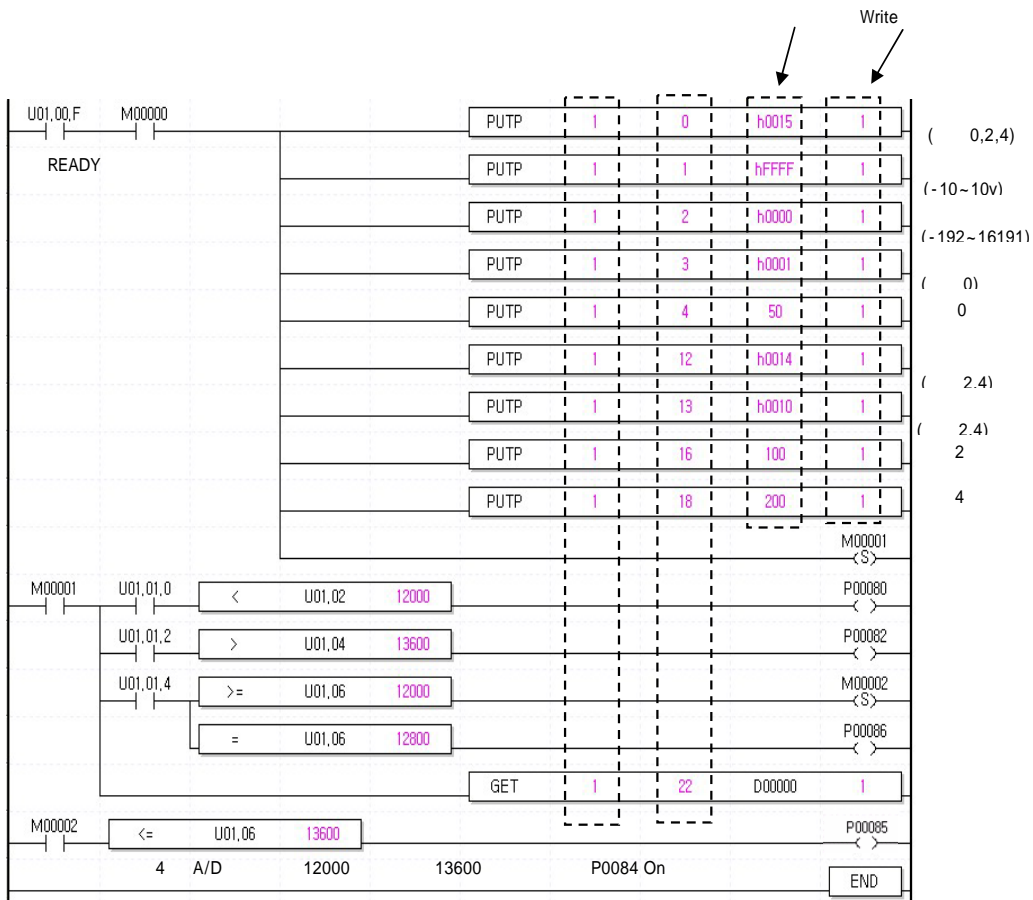 Write
U01,00,F M00000 PUTP 1 0 h0015 1
( 0,2,4)
READY PUTP 1 1 hFFFF 1
(-10~10v)
PUTP 1 2 h0000 1
(-192~16191)
PUTP 1 3 h0001 1
( 0)
PUTP 1 4 50 1 0
PUTP 1 12 h0014 1
( 2,4)
PUTP 1 13 h0010 1
( 2,4)
PUTP 1 16 100 1 2
PUTP 1 18 200 1 4
M00001
(S)
M00001 U01,01,0 < U01,02 12000 P00080
( )
U01,01,2 > U01,04 13600 P00082
( )
U01,01,4 >= U01,06 12000 M00002
(S)
= U01,06 12800 P00086
( )
GET 1 22 D00000 1
M00002 <= U01,06 13600 P00085
( )
4 A/D 12000 13600 P0084 On
END